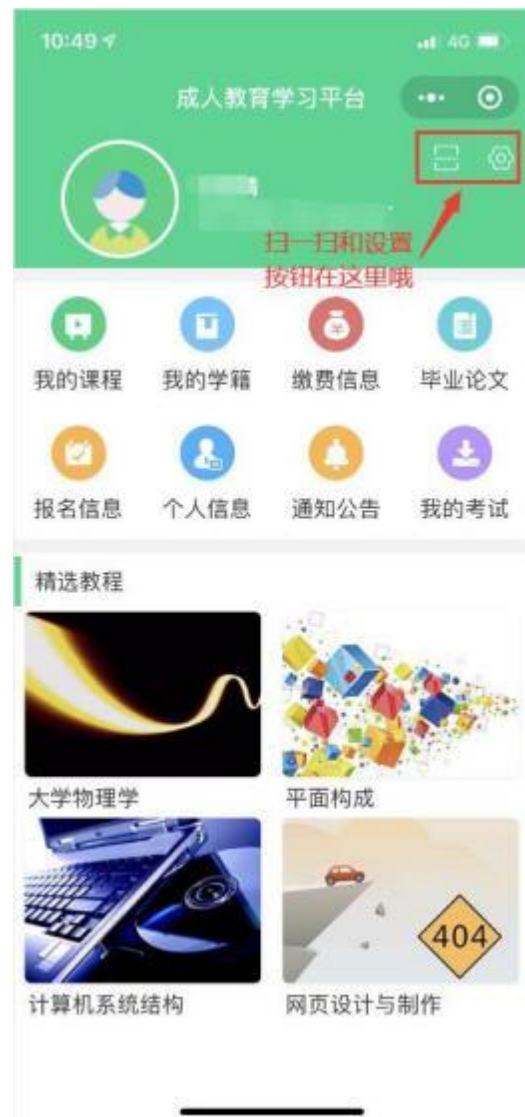 10:49
4G
成人教育学习平台
扫一扫和设置
按钮在这里哦
我的课程 我的学籍 缴费信息 毕业论文
报名信息 个人信息 通知公告 我的考试
精选教程
大学物理学 平面构成
404
计算机系统结构 网页设计与制作